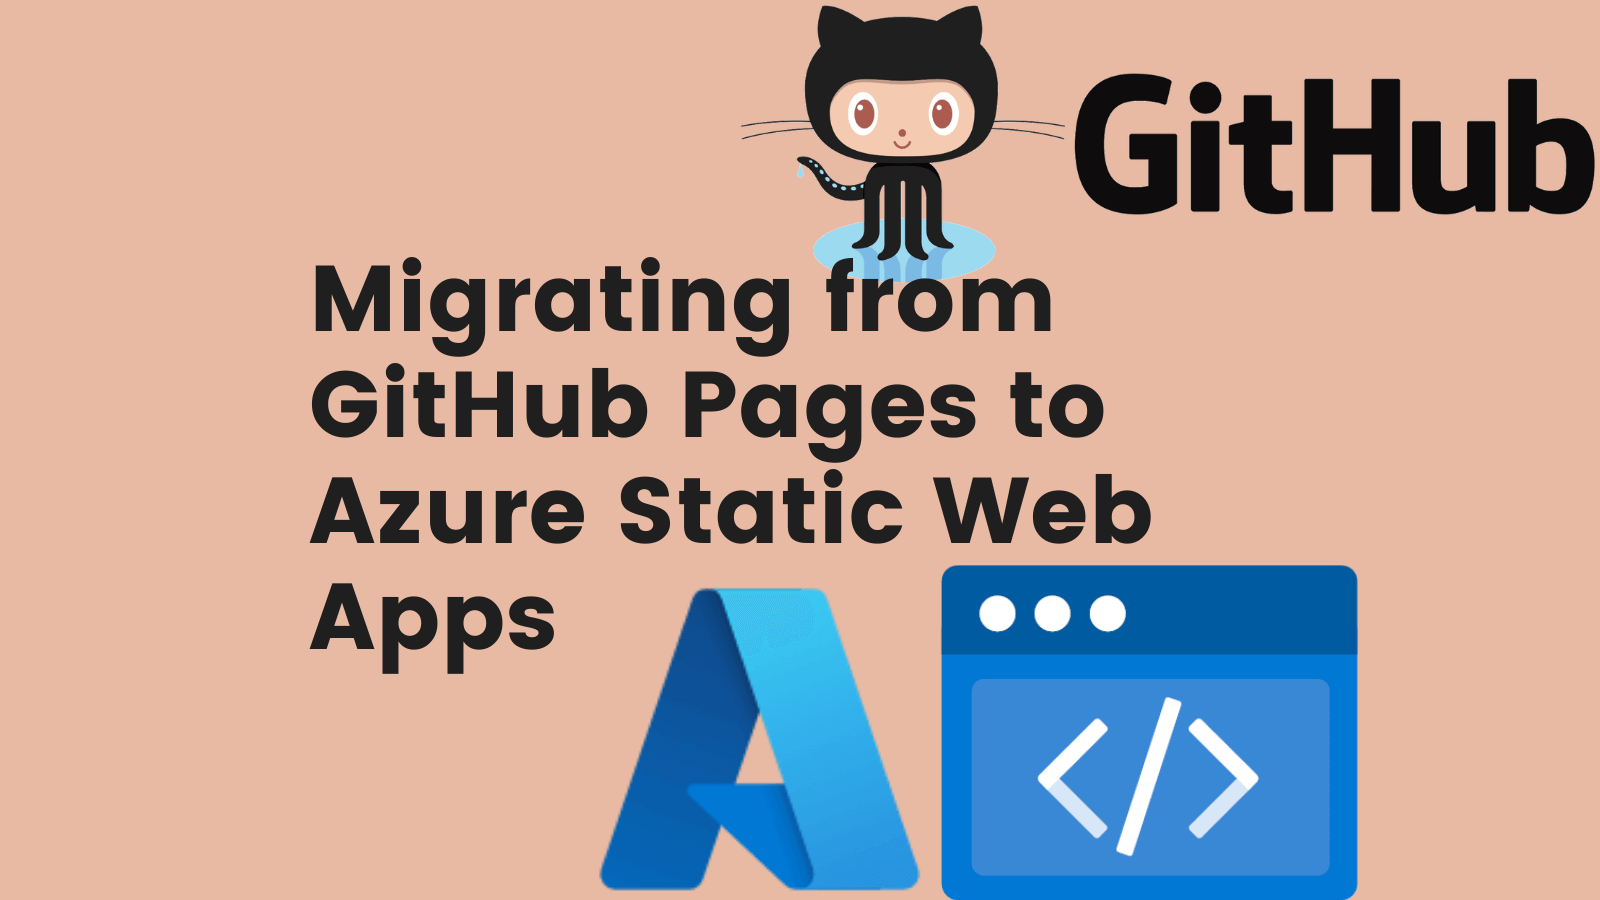 GitHub
Migrating from
GitHub Pages to
Azure Static Web
Apps